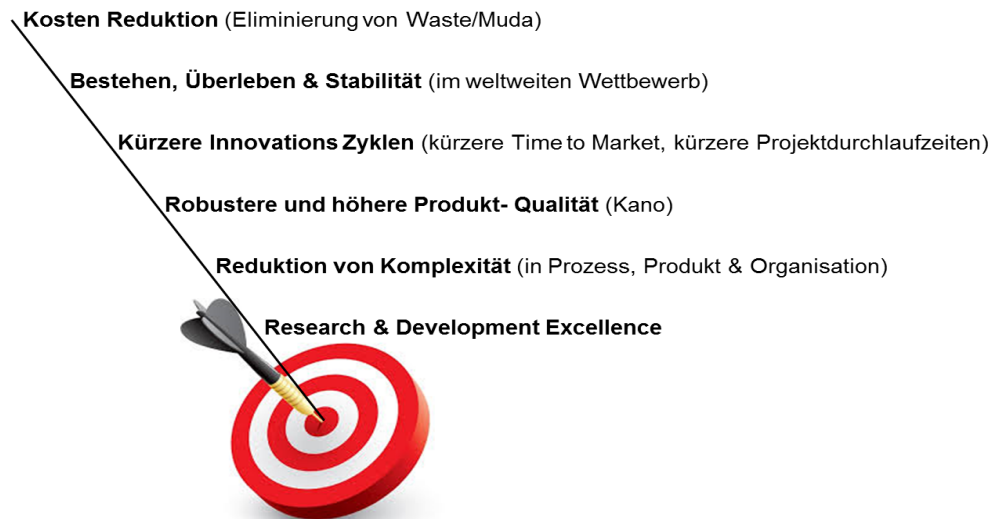 Kosten Reduktion (Eliminierung von Waste/Muda)
Bestehen, Überleben & Stabilität (im weltweiten Wettbewerb)
Kürzere Innovations Zyklen (kürzere Time to Market, kürzere Projektdurchlaufzeiten)
Robustere und höhere Produkt- Qualität (Kano)
Reduktion von Komplexität (in Prozess, Produkt & Organisation)
Research & Development Excellence